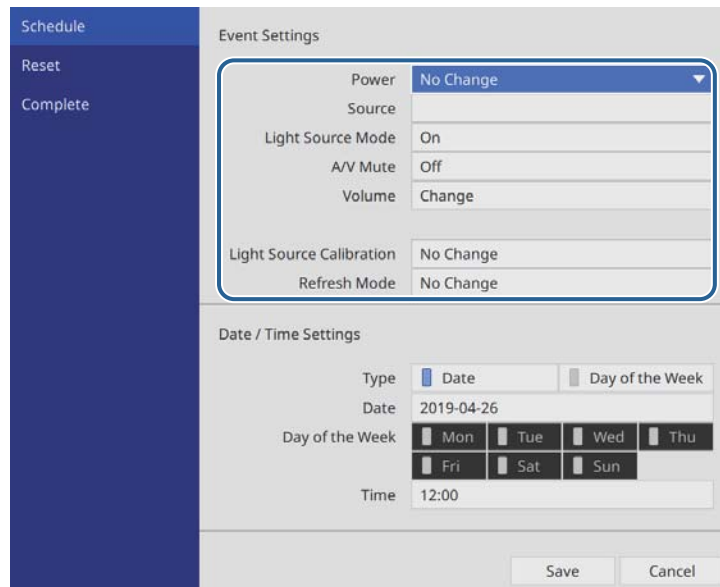 Schedule
Reset
Complete
Event Settings
Power No Change
Source
Light Source Mode On
A/V Mute Off
Volume Change
Light Source Calibration No Change
Refresh Mode No Change
Date / Time Settings
Type Date Day of the Week
Date 2019-04-26
Day of the Week Mon Tue Wed Thu
Fri Sat Sun
Time 12:00
Save Cancel